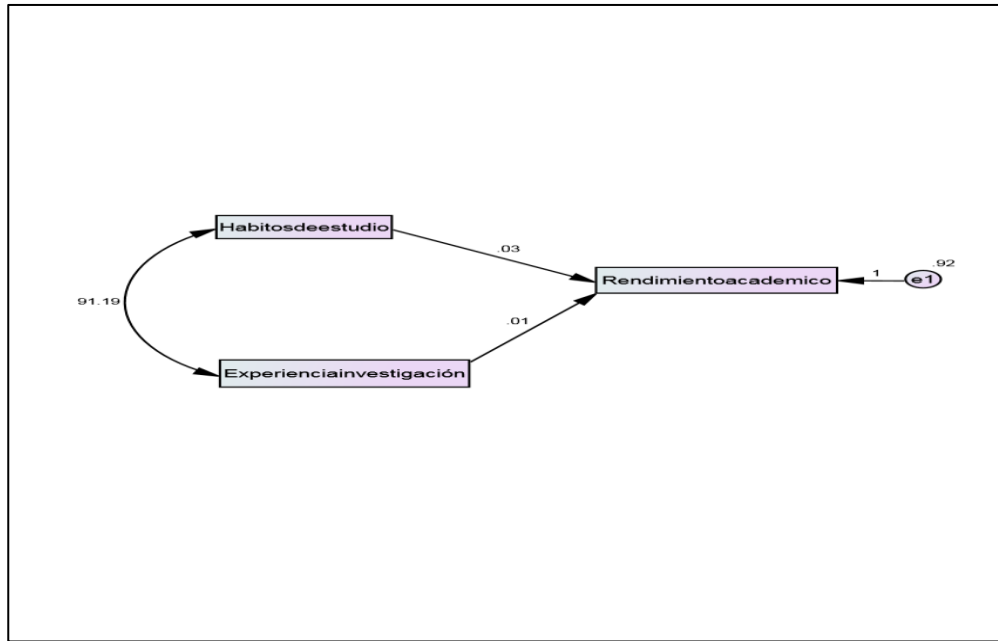 Habitosdeestudio
.03
.92
Rendimientoacademico
1
e1
91.19
.01
Experienciainvestigación